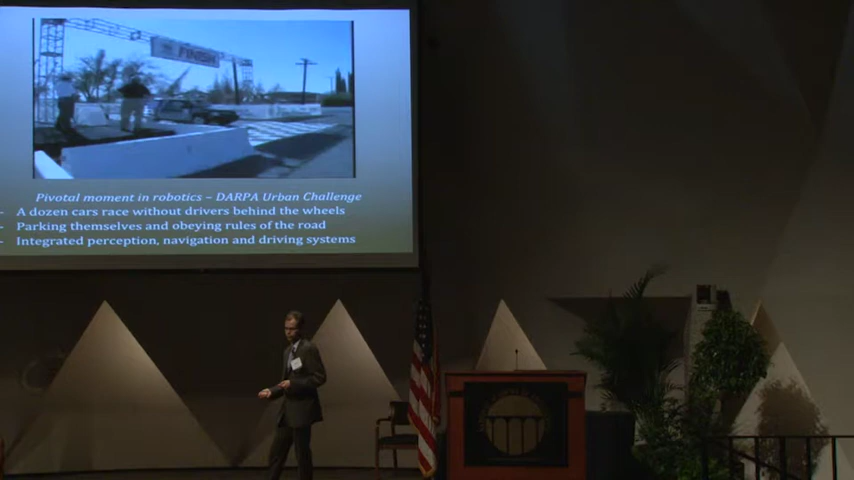 FINISH
Pivotal moment in robotics – DARPA Urban Challenge
- A dozen cars race without drivers behind the wheels
- Parking themselves and obeying rules of the road
- Integrated perception, navigation and driving systems